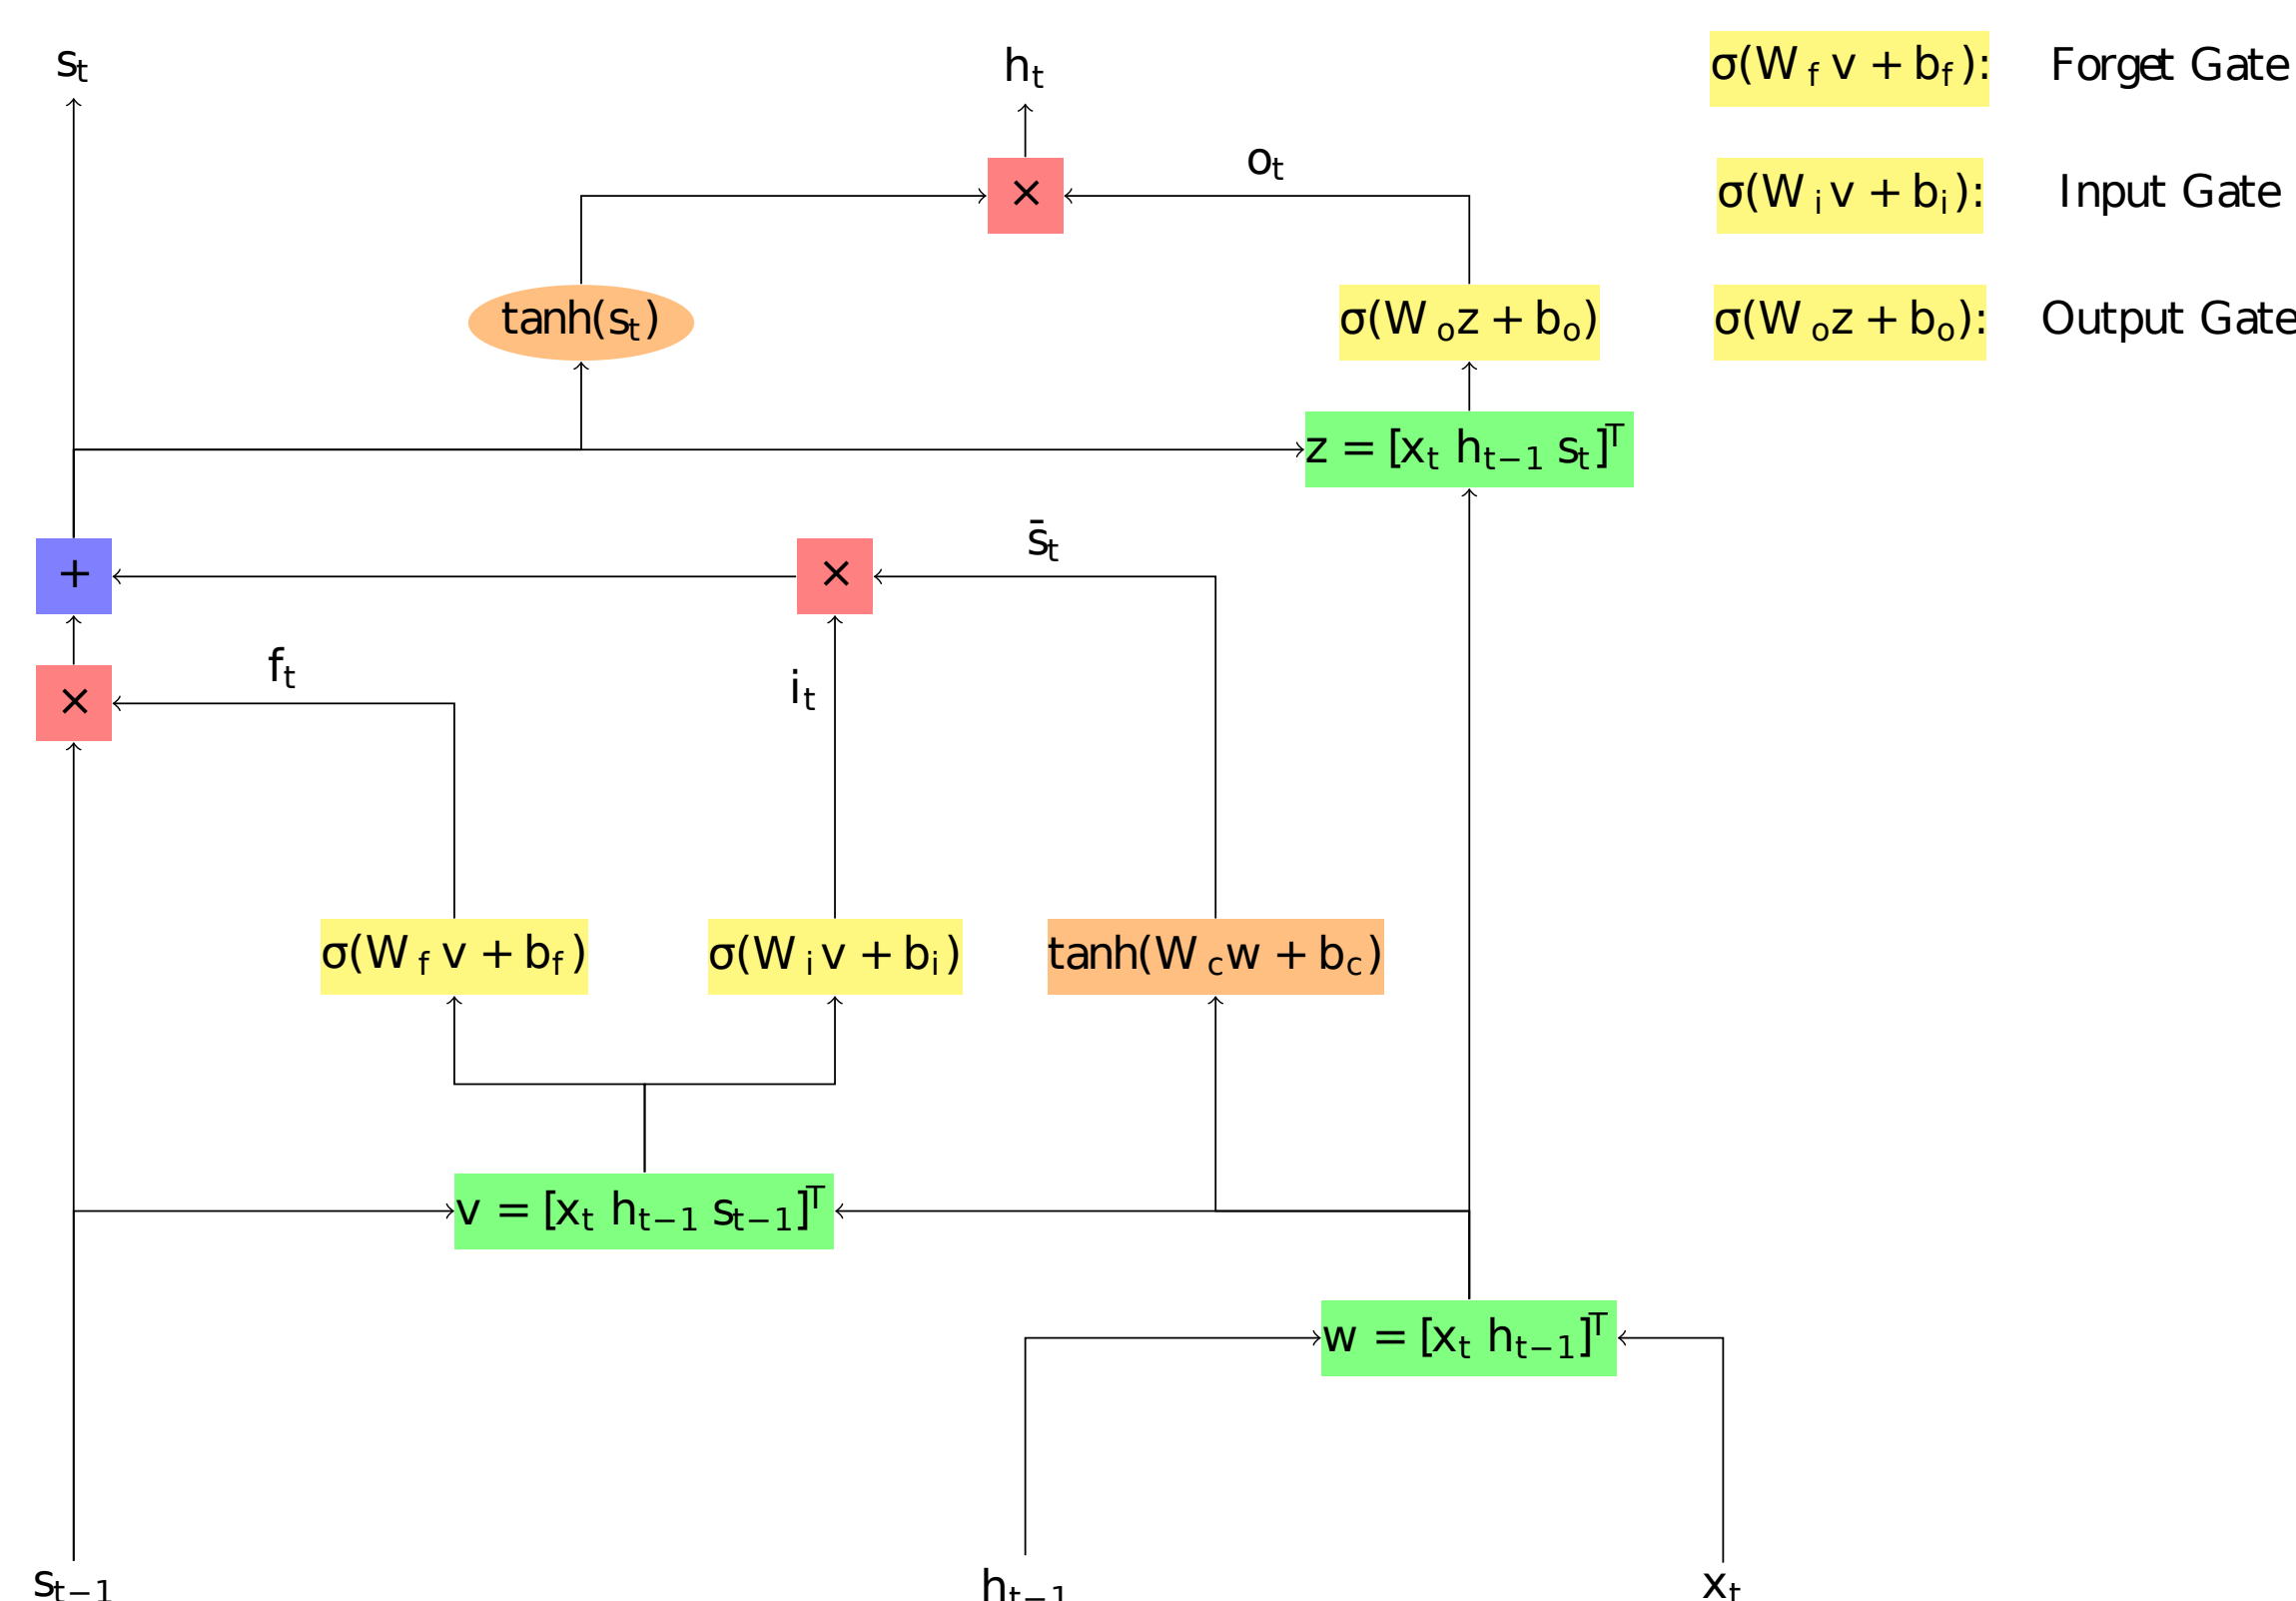 sₜ
hₜ
σ(W_f v + b_f): Forget Gate
×
oₜ
σ(W_i v + b_i): Input Gate
tanh(sₜ)
σ(W_o z + b_o)
σ(W_o z + b_o): Output Gate
z = [xₜ hₜ₋₁ sₜ]ᵀ
+
×
s̄ₜ
×
fₜ
iₜ
σ(W_f v + b_f)
σ(W_i v + b_i)
tanh(W_c w + b_c)
v = [xₜ hₜ₋₁ sₜ₋₁]ᵀ
w = [xₜ hₜ₋₁]ᵀ
sₜ₋₁
hₜ₋₁
xₜ